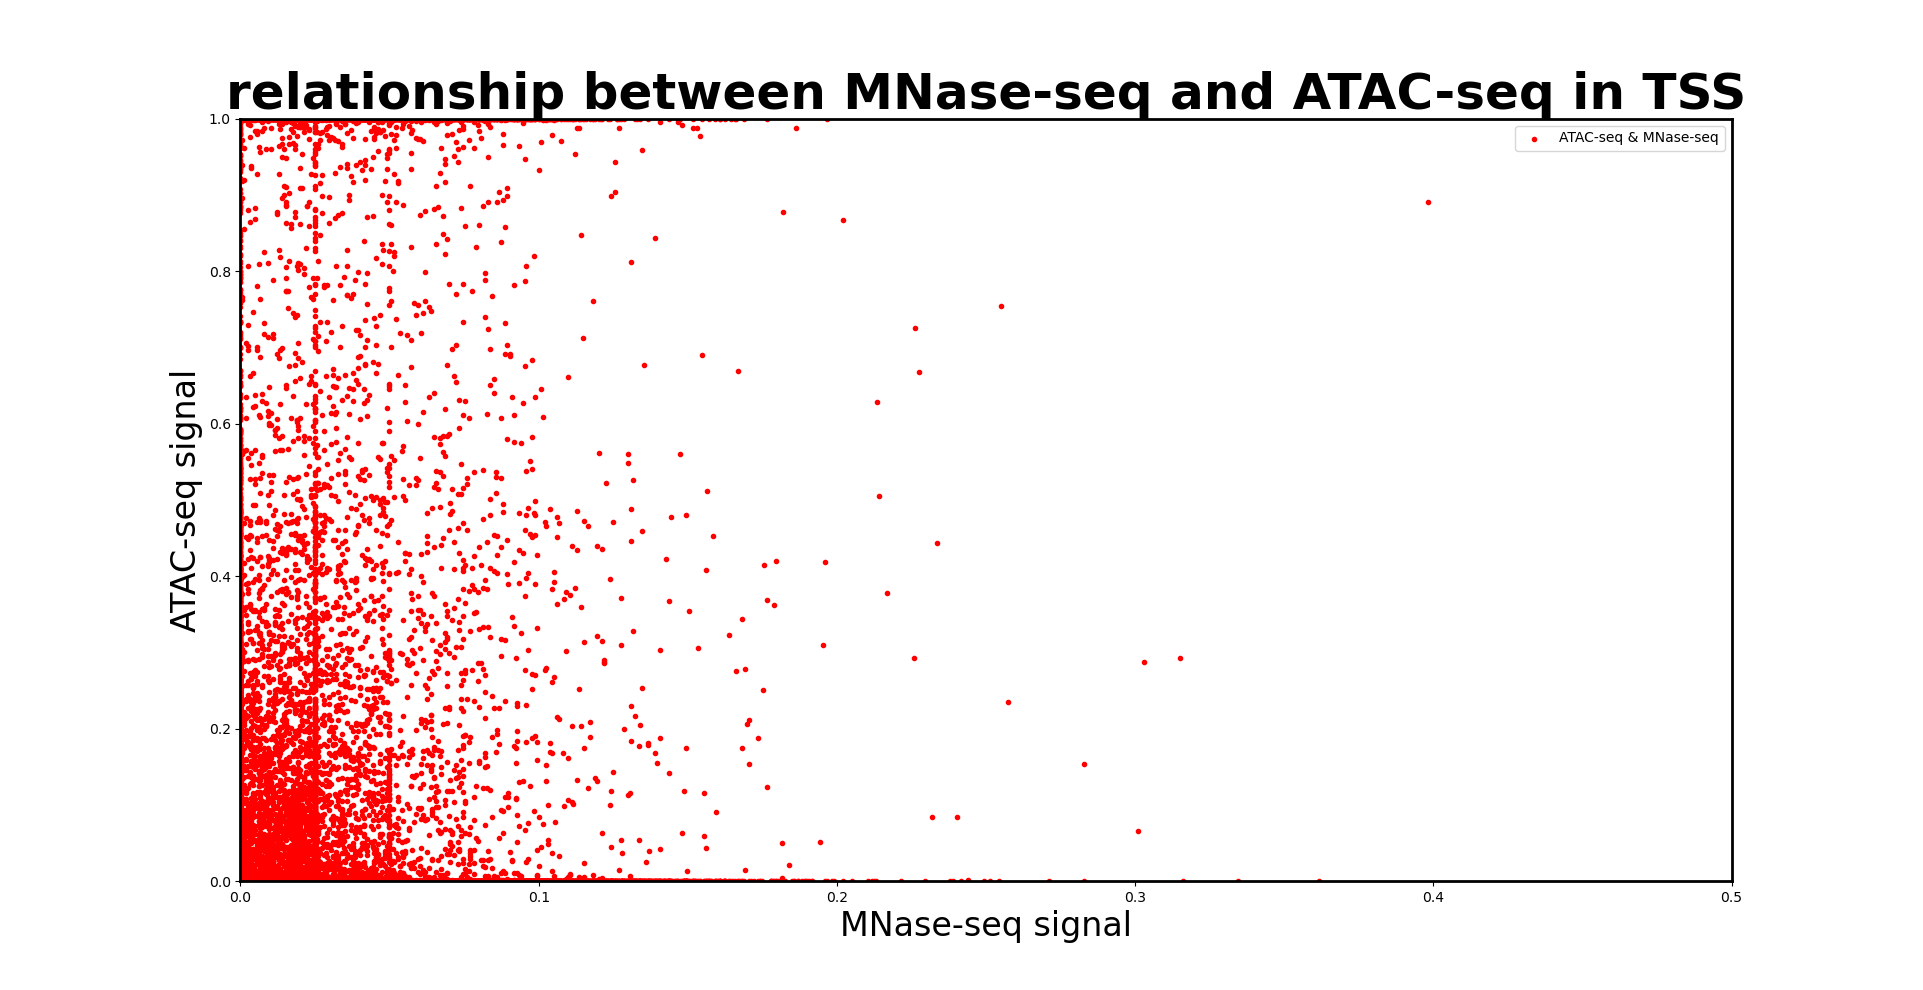 relationship between MNase-seq and ATAC-seq in TSS
ATAC-seq & MNase-seq
ATAC-seq signal
1.0
0.8
0.6
0.4
0.2
0.0
0.0 0.1 0.2 0.3 0.4 0.5
MNase-seq signal